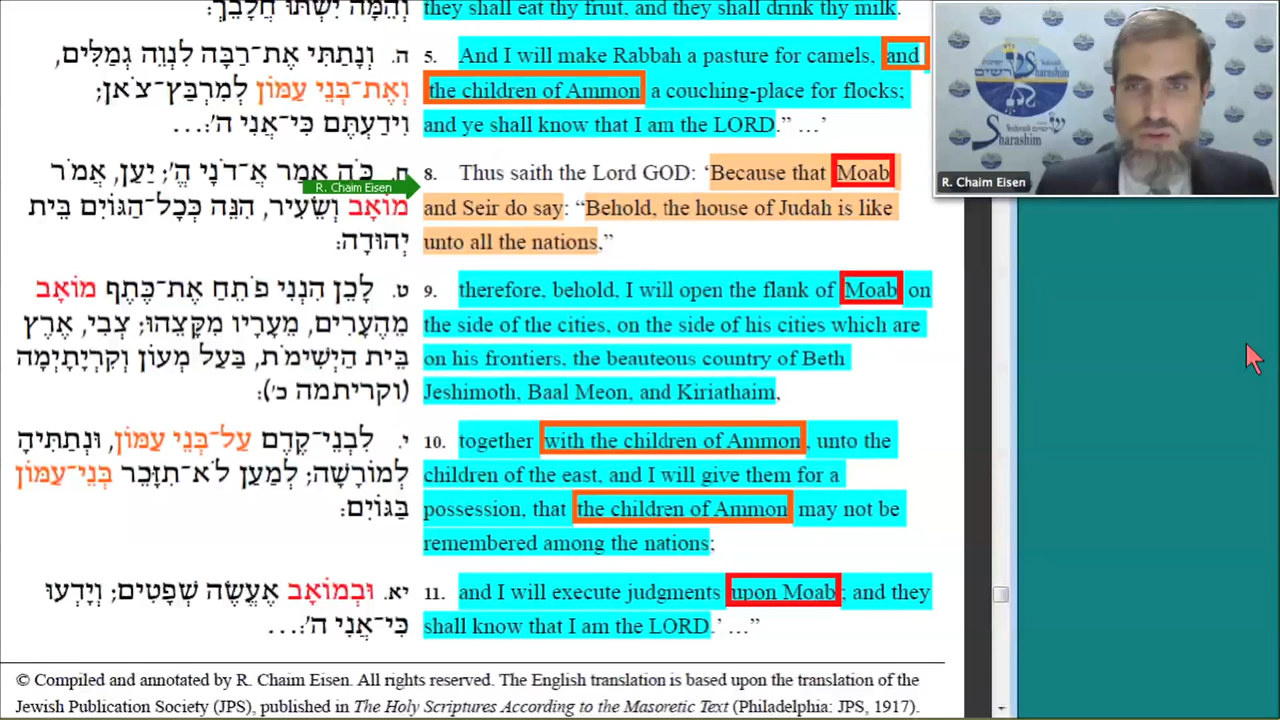 וְהֵמָּה יִשְׁתּוּ חֲלָבֵךְ:
they shall eat thy fruit, and they shall drink thy milk.
ה. וְנָתַתִּי אֶת־רַבָּה לִנְוֵה גְמַלִּים,
וְאֶת־בְּנֵי עַמּוֹן לְמִרְבַּץ־צֹאן;
וִידַעְתֶּם כִּי־אֲנִי ה':...
5. And I will make Rabbah a pasture for camels, and
the children of Ammon a couching-place for flocks;
and ye shall know that I am the LORD.” …’
ח. כֹּה אָמַר אֲ־דֹנָי הֱ'; יַעַן, אֲמֹר
מוֹאָב וְשֵׂעִיר, הִנֵּה כְּכָל־הַגּוֹיִם בֵּית
יְהוּדָה:
8. Thus saith the Lord GOD: ‘Because that Moab
and Seir do say: “Behold, the house of Judah is like
unto all the nations,”
ט. לָכֵן הִנְנִי פֹתֵחַ אֶת־כֶּתֶף מוֹאָב
מֵהֶעָרִים, מֵעָרָיו מִקָּצֵהוּ; צְבִי, אֶרֶץ
בֵּית הַיְשִׁימֹת, בַּעַל מְעוֹן וְקִרְיָתָיְמָה
(וקריתמה כ'):
9. therefore, behold, I will open the flank of Moab on
the side of the cities, on the side of his cities which are
on his frontiers, the beauteous country of Beth
Jeshimoth, Baal Meon, and Kiriathaim,
י. לִבְנֵי־קֶדֶם עַל־בְּנֵי עַמּוֹן, וּנְתַתִּיהָ
לְמוֹרָשָׁה; לְמַעַן לֹא־תִזָּכֵר בְּנֵי־עַמּוֹן
בַּגּוֹיִם:
10. together with the children of Ammon, unto the
children of the east, and I will give them for a
possession, that the children of Ammon may not be
remembered among the nations;
יא. וּבְמוֹאָב אֶעֱשֶׂה שְׁפָטִים; וְיָדְעוּ
כִּי־אֲנִי ה':...
11. and I will execute judgments upon Moab; and they
shall know that I am the LORD.’ …”
© Compiled and annotated by R. Chaim Eisen. All rights reserved. The English translation is based upon the translation of the
Jewish Publication Society (JPS), published in The Holy Scriptures According to the Masoretic Text (Philadelphia: JPS, 1917).
R. Chaim Eisen
R. Chaim Eisen
שרשים
Sharashim
Sharashim